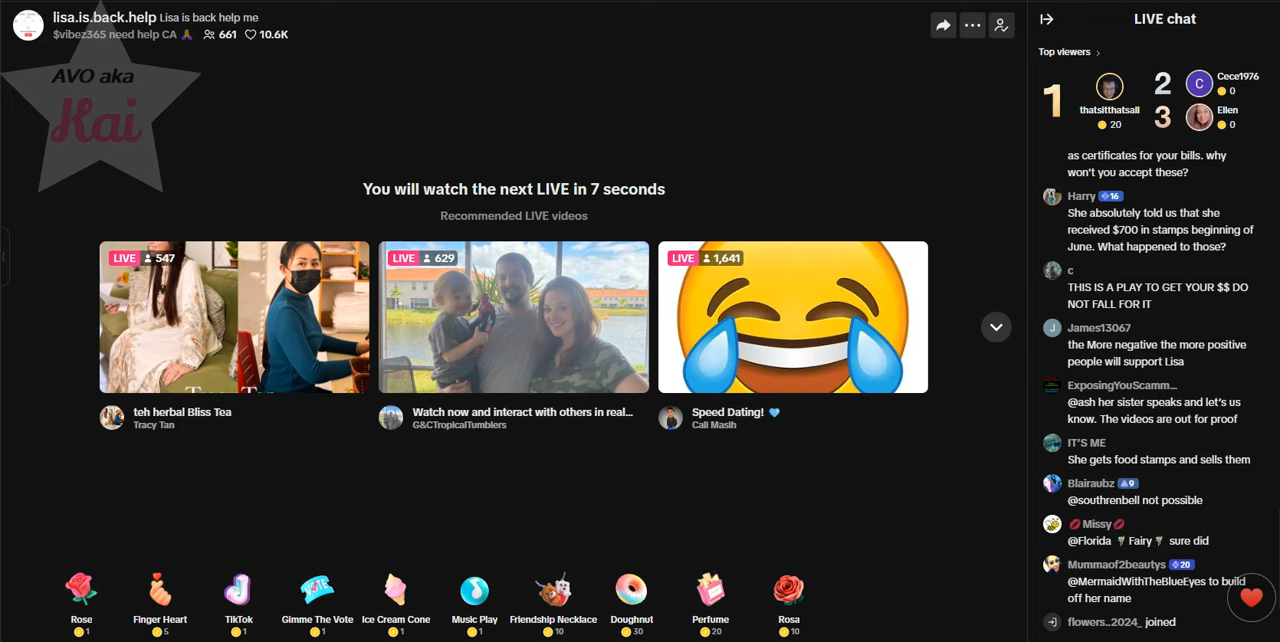 lisa.is.back.help Lisa is back help me
$vibez365 need help CA 661 10.6K
AVO aka
Kai
You will watch the next LIVE in 7 seconds
Recommended LIVE videos
LIVE 547
LIVE 629
LIVE 1,641
teh herbal Bliss Tea
Tracy Tan
Watch now and interact with others in real...
G&CTropicalTumblers
Speed Dating!
Cali Masih
Rose
1
Finger Heart
5
TikTok
1
Gimme The Vote
1
Ice Cream Cone
1
Music Play
1
Friendship Necklace
10
Doughnut
30
Perfume
20
Rosa
10
LIVE chat
Top viewers
1
thatsitthatsall
20
2
C
Cece1976
0
3
Ellen
0
as certificates for your bills. why
won't you accept these?
Harry 16
She absolutely told us that she
received $700 in stamps beginning of
June. What happened to those?
c
THIS IS A PLAY TO GET YOUR $$ DO
NOT FALL FOR IT
J James13067
the More negative the more positive
people will support Lisa
ExposingYouScamm...
@ash her sister speaks and let's us
know. The videos are out for proof
IT'S ME
She gets food stamps and sells them
Blairaubz 9
@southrenbell not possible
Missy
@Florida Fairy sure did
Mummaof2beautys 20
@MermaidWithTheBlueEyes to build
off her name
flowers..2024_ joined